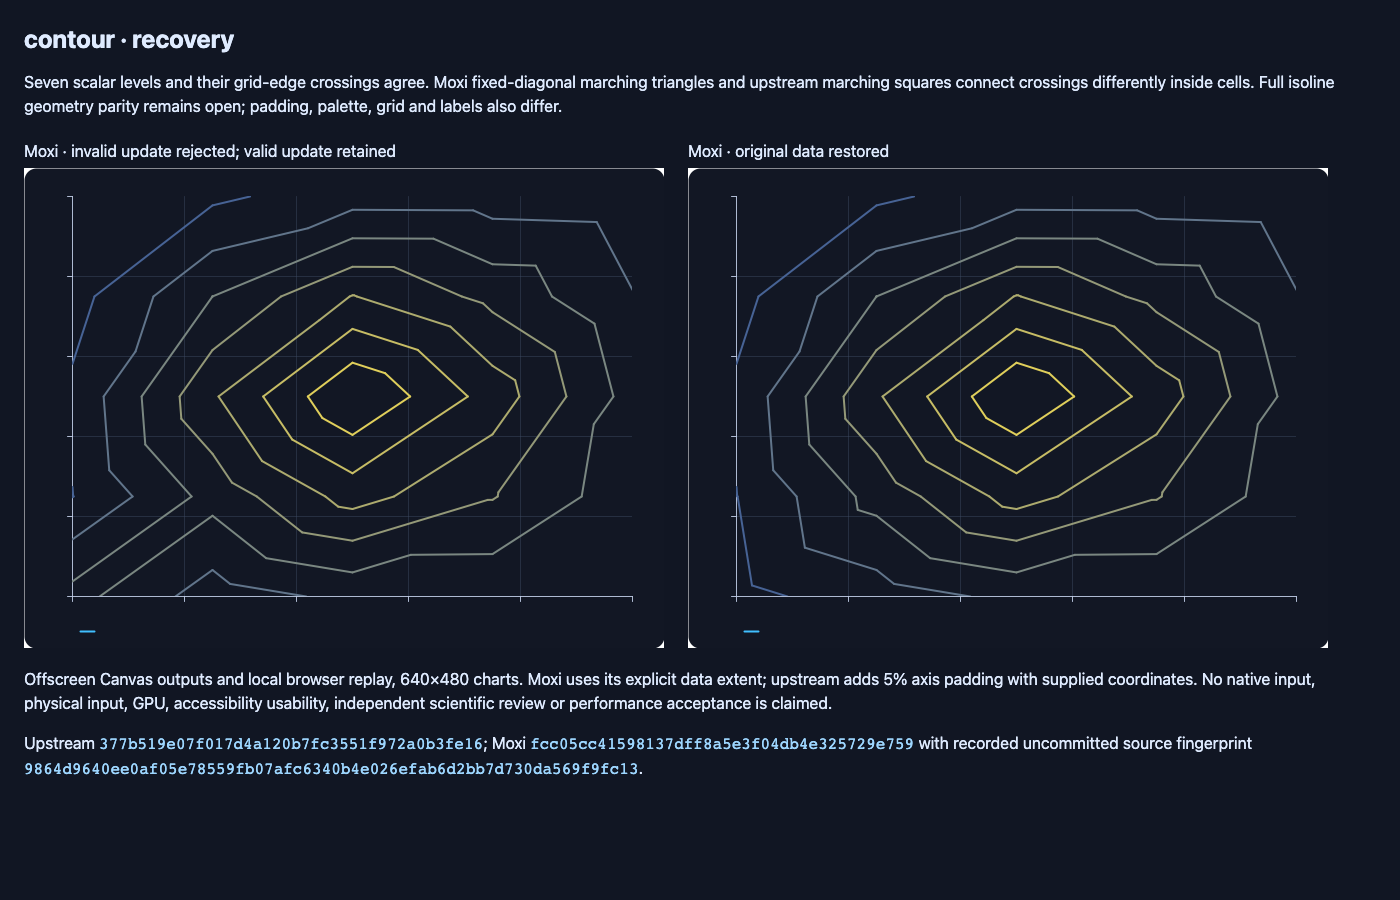 contour · recovery
Seven scalar levels and their grid-edge crossings agree. Moxi fixed-diagonal marching triangles and upstream marching squares connect crossings differently inside cells. Full isoline
geometry parity remains open; padding, palette, grid and labels also differ.
Moxi · invalid update rejected; valid update retained
Moxi · original data restored
Offscreen Canvas outputs and local browser replay, 640×480 charts. Moxi uses its explicit data extent; upstream adds 5% axis padding with supplied coordinates. No native input,
physical input, GPU, accessibility usability, independent scientific review or performance acceptance is claimed.
Upstream 377b519e07f017d4a120b7fc3551f972a0b3fe16; Moxi fcc05cc41598137dff8a5e3f04db4e325729e759 with recorded uncommitted source fingerprint
9864d9640ee0af05e78559fb07afc6340b4e026efab6d2bb7d730da569f9fc13.